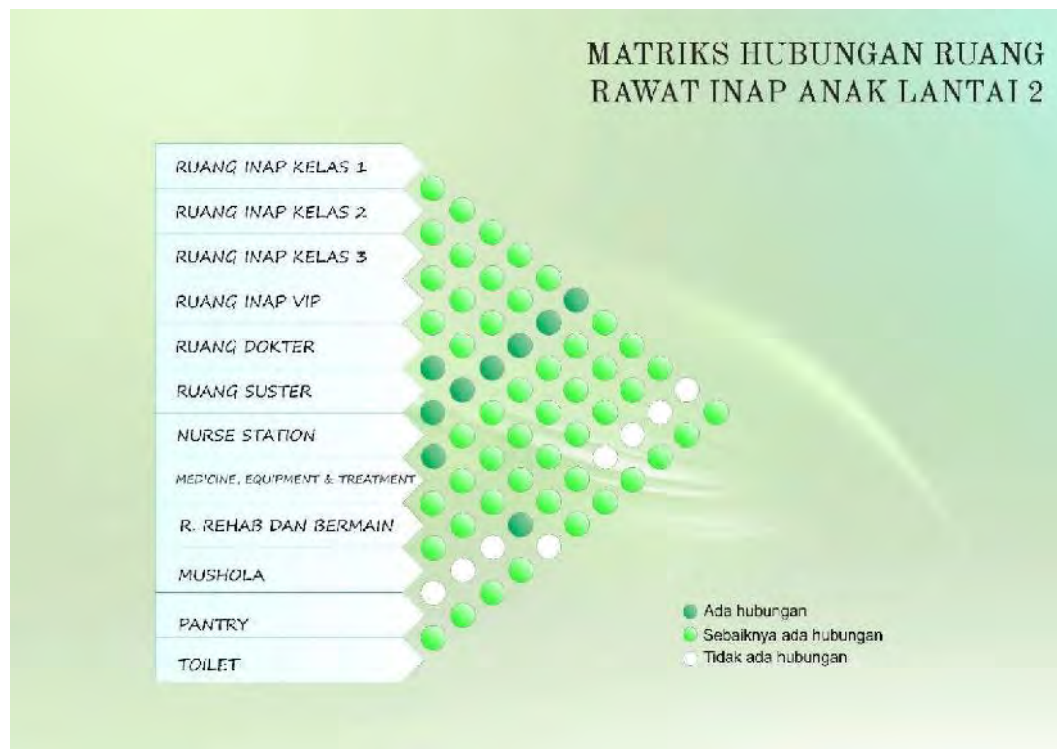 MATRIKS HUBUNGAN RUANG
RAWAT INAP ANAK LANTAI 2
RUANG INAP KELAS 1
RUANG INAP KELAS 2
RUANG INAP KELAS 3
RUANG INAP VIP
RUANG DOKTER
RUANG SUSTER
NURSE STATION
MEDICINE, EQUIPMENT & TREATMENT
R. REHAB DAN BERMAIN
MUSHOLA
PANTRY
TOILET
Ada hubungan
Sebaiknya ada hubungan
Tidak ada hubungan